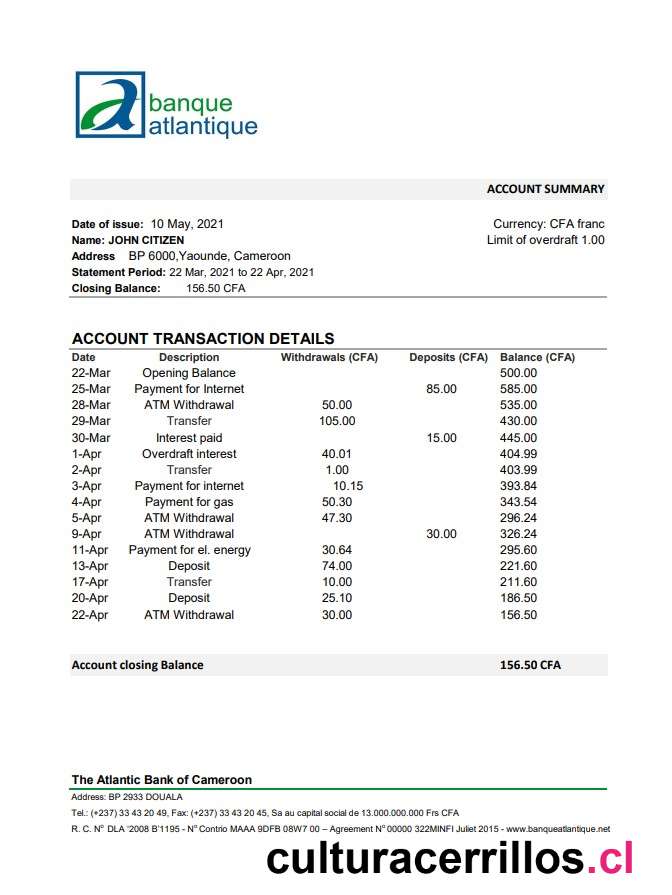 banque
atlantique
ACCOUNT SUMMARY
Date of issue: 10 May, 2021 Currency: CFA franc
Name: JOHN CITIZEN Limit of overdraft 1.00
Address BP 6000,Yaounde, Cameroon
Statement Period: 22 Mar, 2021 to 22 Apr, 2021
Closing Balance: 156.50 CFA
ACCOUNT TRANSACTION DETAILS
Date Description Withdrawals (CFA) Deposits (CFA) Balance (CFA)
22-Mar Opening Balance 500.00
25-Mar Payment for Internet 85.00 585.00
28-Mar ATM Withdrawal 50.00 535.00
29-Mar Transfer 105.00 430.00
30-Mar Interest paid 15.00 445.00
1-Apr Overdraft interest 40.01 404.99
2-Apr Transfer 1.00 403.99
3-Apr Payment for internet 10.15 393.84
4-Apr Payment for gas 50.30 343.54
5-Apr ATM Withdrawal 47.30 296.24
9-Apr ATM Withdrawal 30.00 326.24
11-Apr Payment for el. energy 30.64 295.60
13-Apr Deposit 74.00 221.60
17-Apr Transfer 10.00 211.60
20-Apr Deposit 25.10 186.50
22-Apr ATM Withdrawal 30.00 156.50
Account closing Balance 156.50 CFA
The Atlantic Bank of Cameroon
Address: BP 2933 DOUALA
Tel.: (+237) 33 43 20 49, Fax: (+237) 33 43 20 45, Sa au capital social de 13.000.000.000 Frs CFA
R. C. Nº DLA '2008 B'1195 - Nº Contrio MAAA 9DFB 08W7 00 – Agreement Nº 00000 322MINFI Juliet 2015 - www.banqueatlantique.net
culturacerrillos.cl